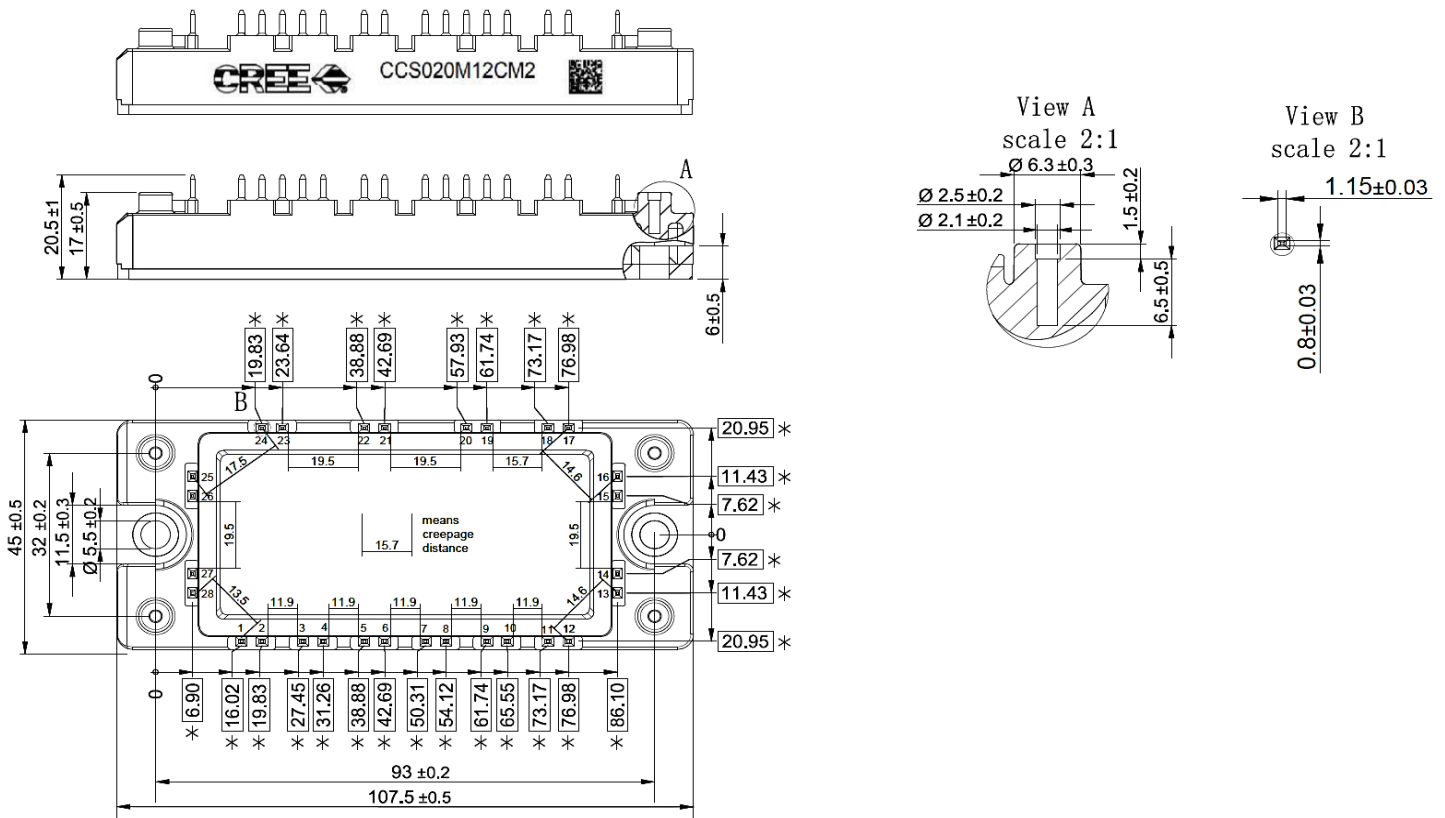 CREE
CCS020M12CM2
View A
scale 2:1
Ø 6.3 ±0.3
Ø 2.5 ±0.2
Ø 2.1 ±0.2
1.5 ±0.2
6.5 ±0.5
View B
scale 2:1
1.15±0.03
0.8±0.03
A
20.5 ±1
17 ±0.5
6±0.5
* * * * * * * *
19.83 23.64 38.88 42.69 57.93 61.74 73.17 76.98
0
B
24 23 22 21 20 19 18 17
20.95 *
17.5 19.5 19.5 15.7 14.6
25 16
11.43 *
26 15
7.62 *
45 ±0.5
32 ±0.2
11.5 ±0.3
Ø 5.5 ±0.2
19.5 19.5
means
creepage
distance
15.7
0
7.62 *
27 14
28 13
11.43 *
13.5 14.6
11.9 11.9 11.9 11.9 11.9
1 2 3 4 5 6 7 8 9 10 11 12
20.95 *
0
6.90 16.02 19.83 27.45 31.26 38.88 42.69 50.31 54.12 61.74 65.55 73.17 76.98 86.10
* * * * * * * * * * * * * *
93 ±0.2
107.5 ±0.5